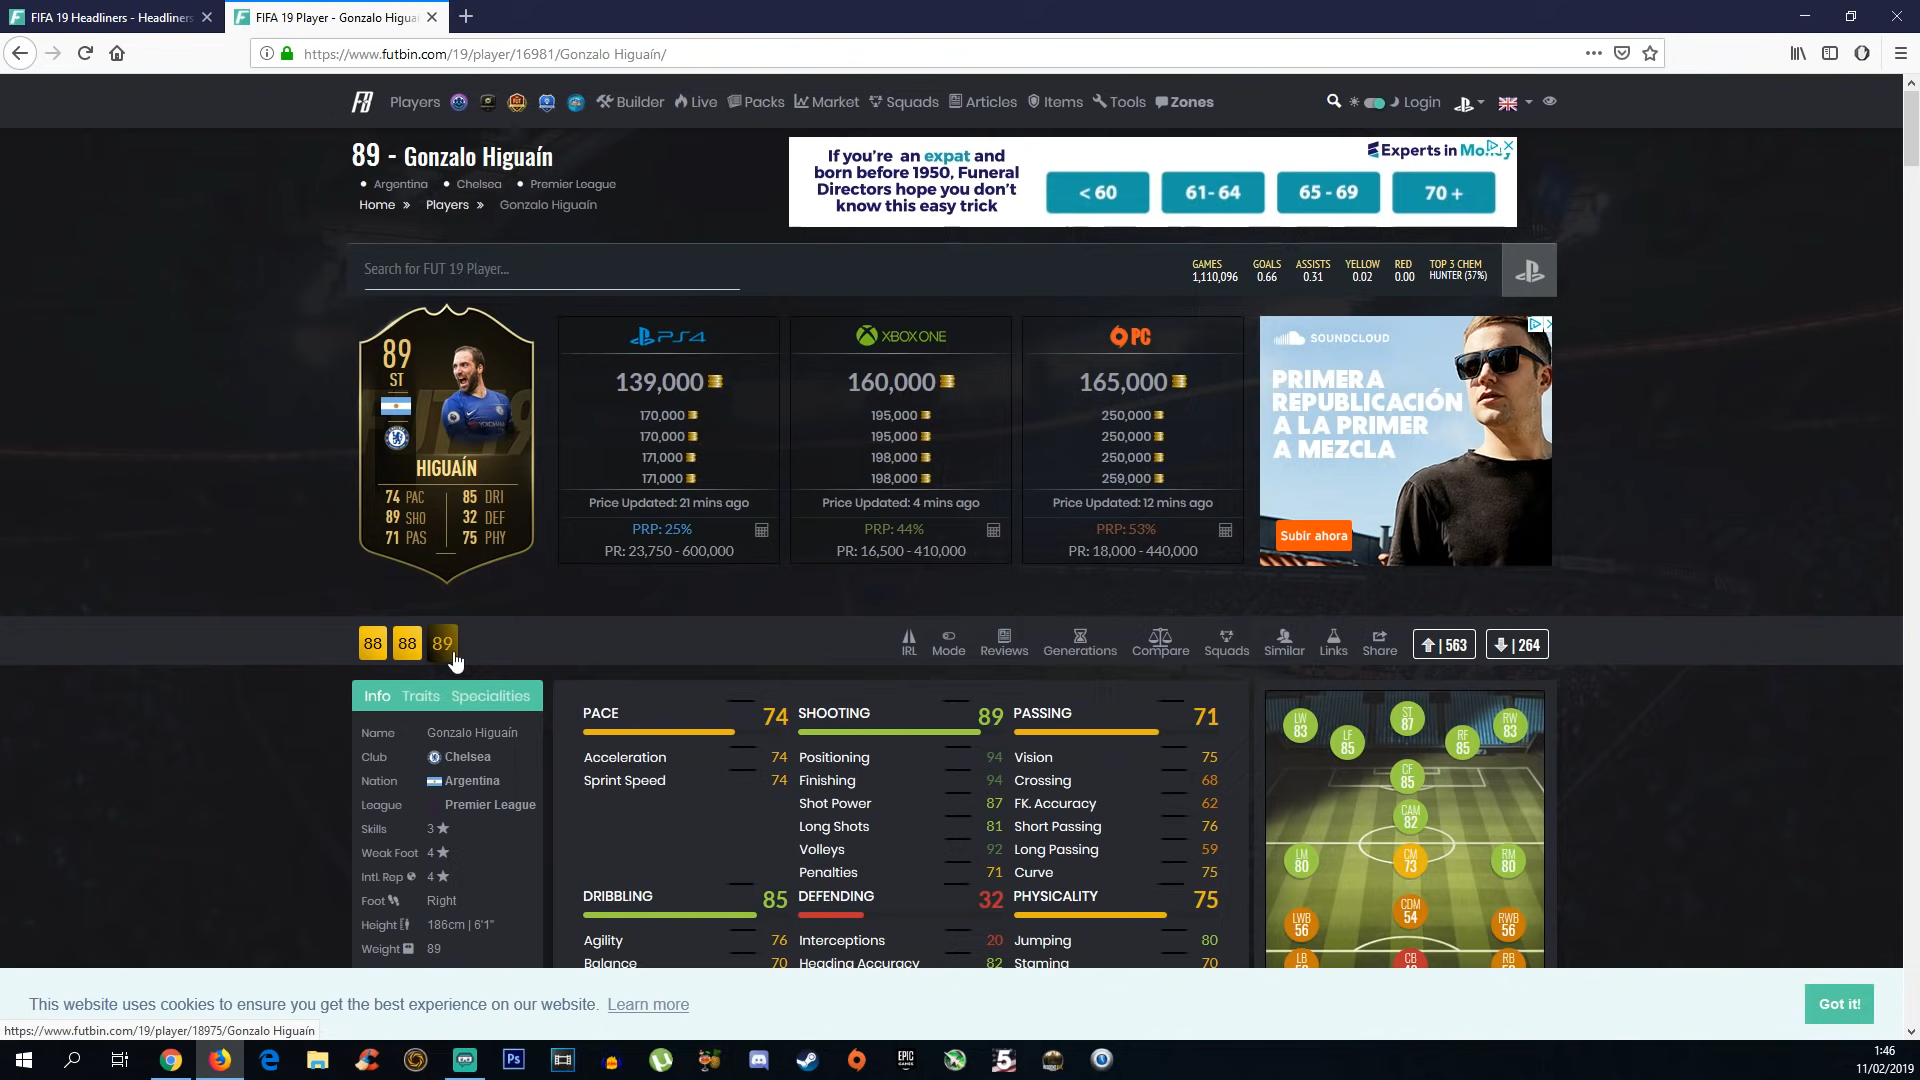 FIFA 19 Headliners - Headliners
FIFA 19 Player - Gonzalo Higua
https://www.futbin.com/19/player/16981/Gonzalo Higuaín/
Players Builder Live Packs Market Squads Articles Items Tools Zones Login
89 - Gonzalo Higuaín
Argentina Chelsea Premier League
Home » Players » Gonzalo Higuaín
If you're an expat and
born before 1950, Funeral
Directors hope you don't
know this easy trick
Experts in Money
< 60 61- 64 65 - 69 70 +
Search for FUT 19 Player...
GAMES GOALS ASSISTS YELLOW RED TOP 3 CHEM
1,110,096 0.66 0.31 0.02 0.00 HUNTER (37%)
89
ST
HIGUAÍN
74 PAC 85 DRI
89 SHO 32 DEF
71 PAS 75 PHY
PS4
139,000
170,000
170,000
171,000
171,000
Price Updated: 21 mins ago
PRP: 25%
PR: 23,750 - 600,000
XBOX ONE
160,000
195,000
195,000
198,000
198,000
Price Updated: 4 mins ago
PRP: 44%
PR: 16,500 - 410,000
PC
165,000
250,000
250,000
250,000
259,000
Price Updated: 12 mins ago
PRP: 53%
PR: 18,000 - 440,000
SOUNDCLOUD
PRIMERA
REPUBLICACIÓN
A LA PRIMER
A MEZCLA
Subir ahora
88 88 89
IRL Mode Reviews Generations Compare Squads Similar Links Share | 563 | 264
Info Traits Specialities
Name Gonzalo Higuaín
Club Chelsea
Nation Argentina
League Premier League
Skills 3
Weak Foot 4
Intl. Rep 4
Foot Right
Height 186cm | 6'1"
Weight 89
PACE 74
Acceleration 74
Sprint Speed 74
SHOOTING 89
Positioning 94
Finishing 94
Shot Power 87
Long Shots 81
Volleys 92
Penalties 71
PASSING 71
Vision 75
Crossing 68
FK. Accuracy 62
Short Passing 76
Long Passing 59
Curve 75
DRIBBLING 85
Agility 76
Balance 70
DEFENDING 32
Interceptions 20
Heading Accuracy 82
PHYSICALITY 75
Jumping 80
Stamina 70
LW 83
LF 85
ST 87
RF 85
RW 83
CF 85
CAM 82
LM 80
CM 73
RM 80
LWB 56
CDM 54
RWB 56
LB
CB
RB
This website uses cookies to ensure you get the best experience on our website. Learn more
Got it!
https://www.futbin.com/19/player/18975/Gonzalo Higuaín
1:46
11/02/2019